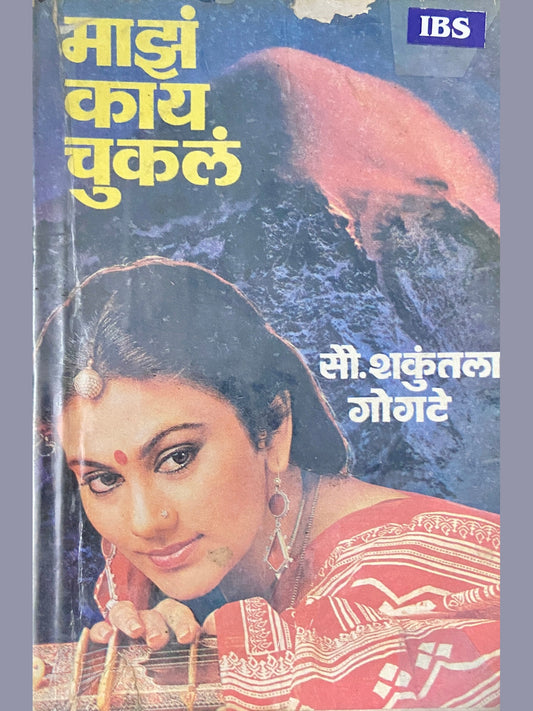 IBS
माझं
काय
चुकलं
सौ. शकुंतला
गोगटे